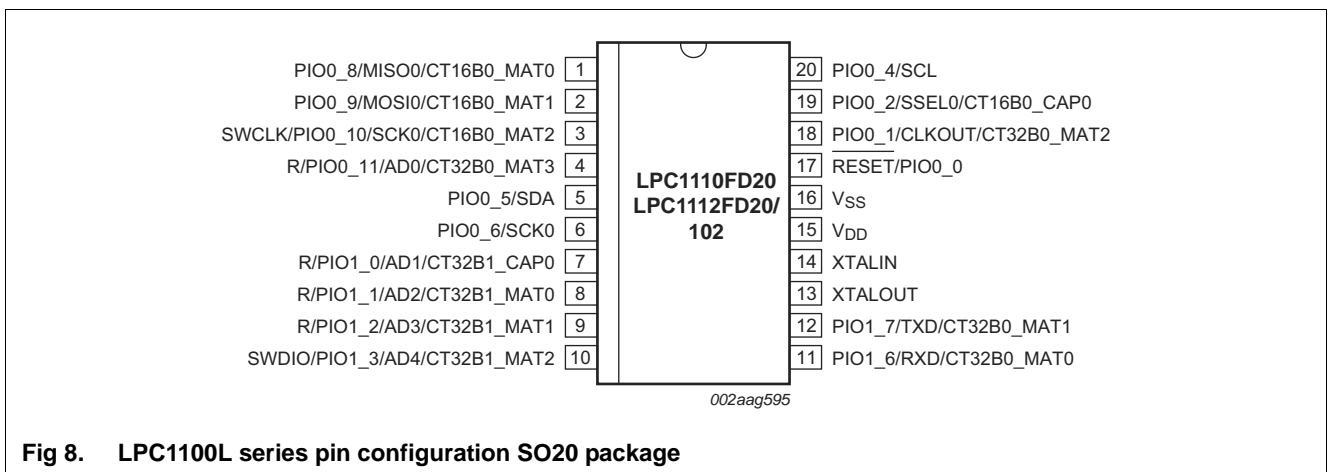 PIO0_8/MISO0/CT16B0_MAT0 1 20 PIO0_4/SCL
PIO0_9/MOSI0/CT16B0_MAT1 2 19 PIO0_2/SSEL0/CT16B0_CAP0
SWCLK/PIO0_10/SCK0/CT16B0_MAT2 3 18 PIO0_1/CLKOUT/CT32B0_MAT2
R/PIO0_11/AD0/CT32B0_MAT3 4 17 RESET/PIO0_0
LPC1110FD20
PIO0_5/SDA 5 16 VSS
LPC1112FD20/
PIO0_6/SCK0 6 15 VDD
102
R/PIO1_0/AD1/CT32B1_CAP0 7 14 XTALIN
R/PIO1_1/AD2/CT32B1_MAT0 8 13 XTALOUT
R/PIO1_2/AD3/CT32B1_MAT1 9 12 PIO1_7/TXD/CT32B0_MAT1
SWDIO/PIO1_3/AD4/CT32B1_MAT2 10 11 PIO1_6/RXD/CT32B0_MAT0
002aag595
Fig 8. LPC1100L series pin configuration SO20 package